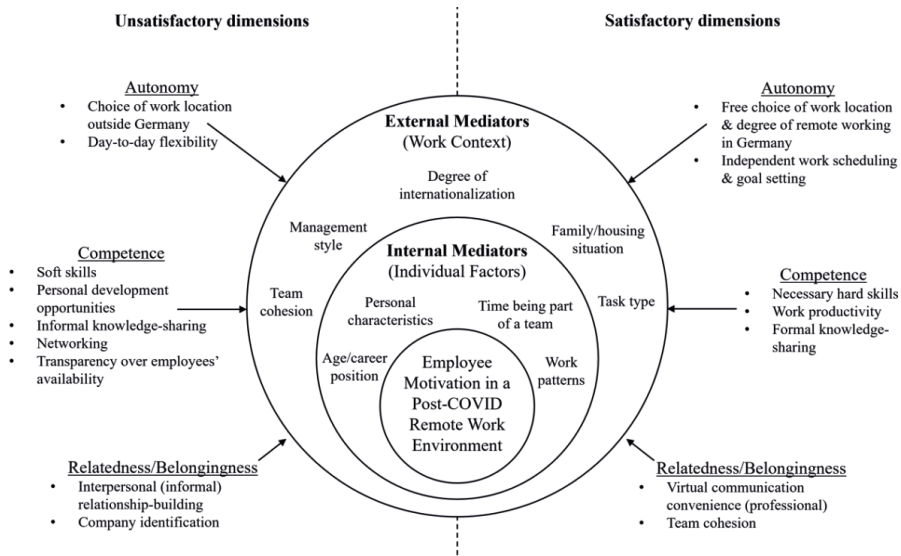 Unsatisfactory dimensions
Satisfactory dimensions
Autonomy
• Choice of work location
outside Germany
• Day-to-day flexibility
Competence
• Soft skills
• Personal development
opportunities
• Informal knowledge-sharing
• Networking
• Transparency over employees'
availability
Relatedness/Belongingness
• Interpersonal (informal)
relationship-building
• Company identification
External Mediators
(Work Context)
Degree of
internationalization
Management
style
Family/housing
situation
Team
cohesion
Task type
Internal Mediators
(Individual Factors)
Personal
characteristics
Time being part
of a team
Age/career
position
Work
patterns
Employee
Motivation in a
Post-COVID
Remote Work
Environment
Autonomy
• Free choice of work location
& degree of remote working
in Germany
• Independent work scheduling
& goal setting
Competence
• Necessary hard skills
• Work productivity
• Formal knowledge-
sharing
Relatedness/Belongingness
• Virtual communication
convenience (professional)
• Team cohesion